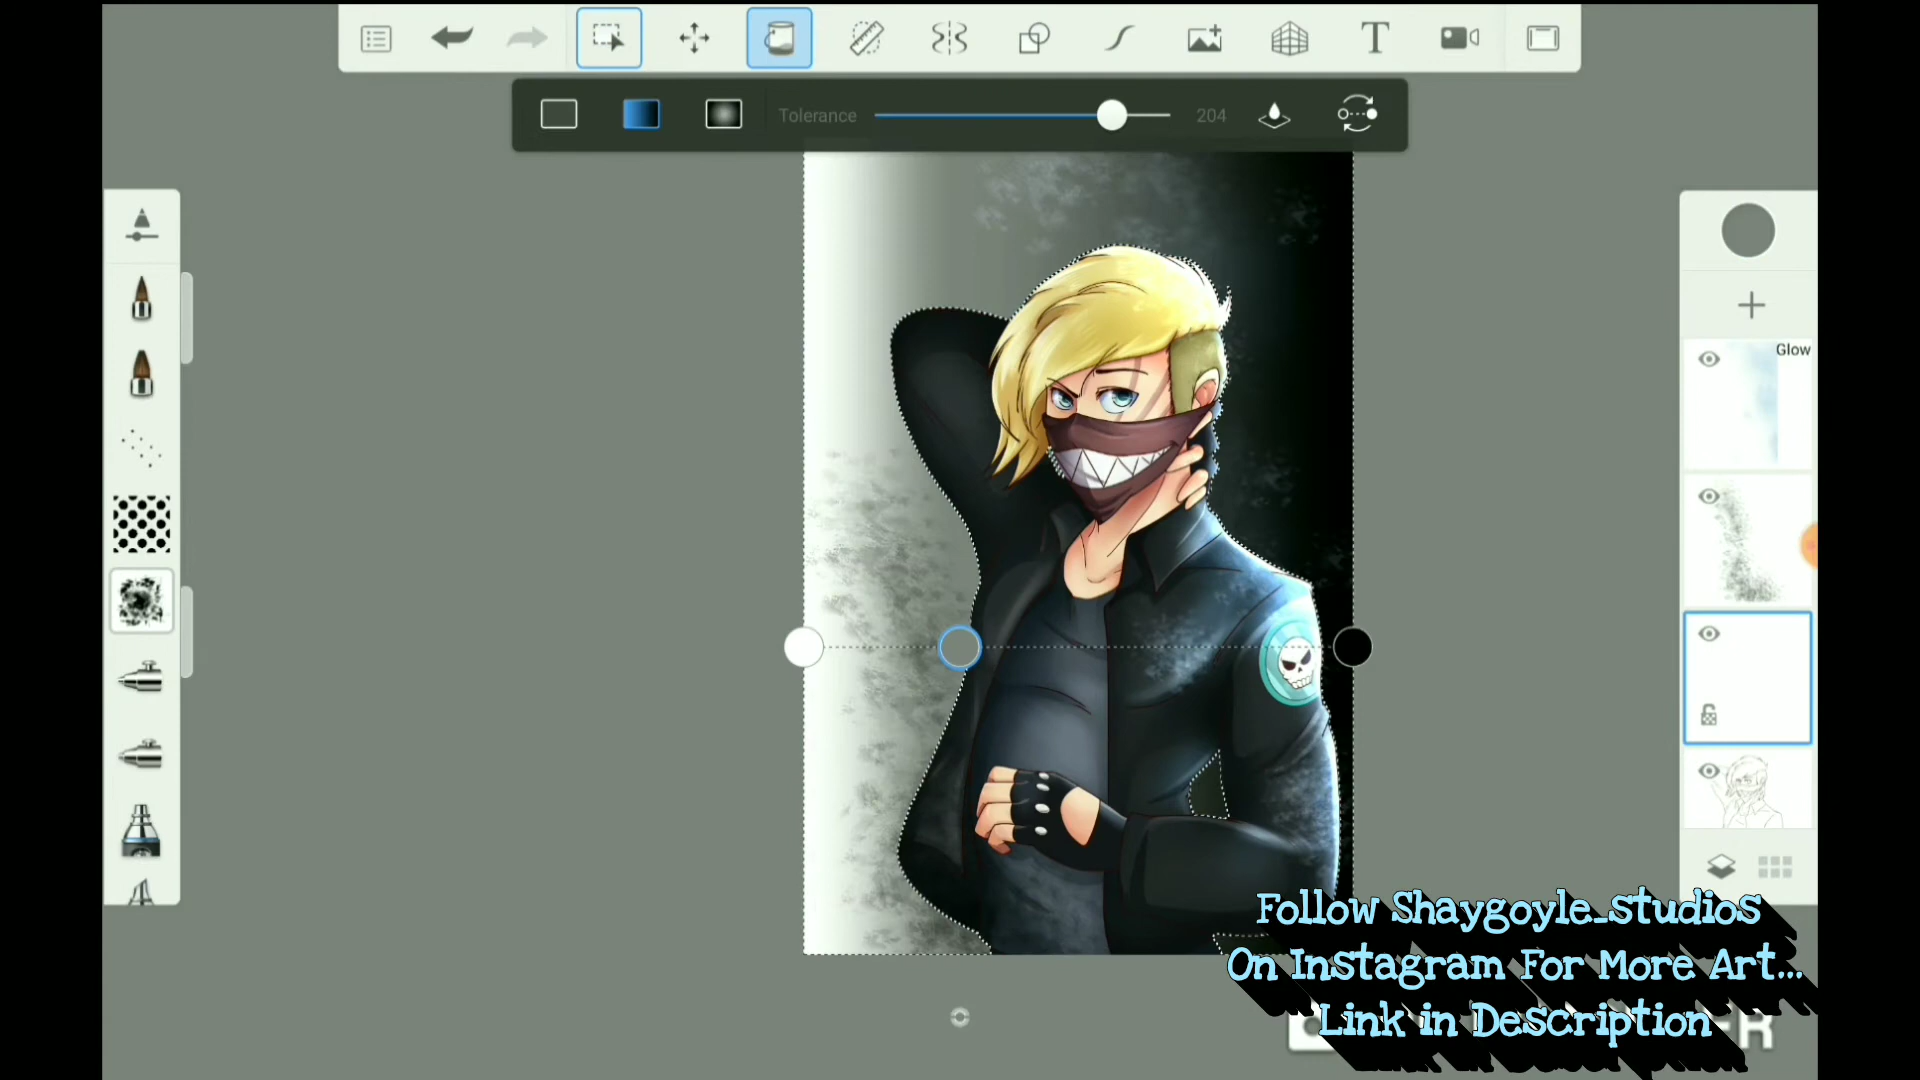 T
Tolerance
204
Glow
Follow Shaygoyle_studios
On Instagram For More Art...
Link in Description